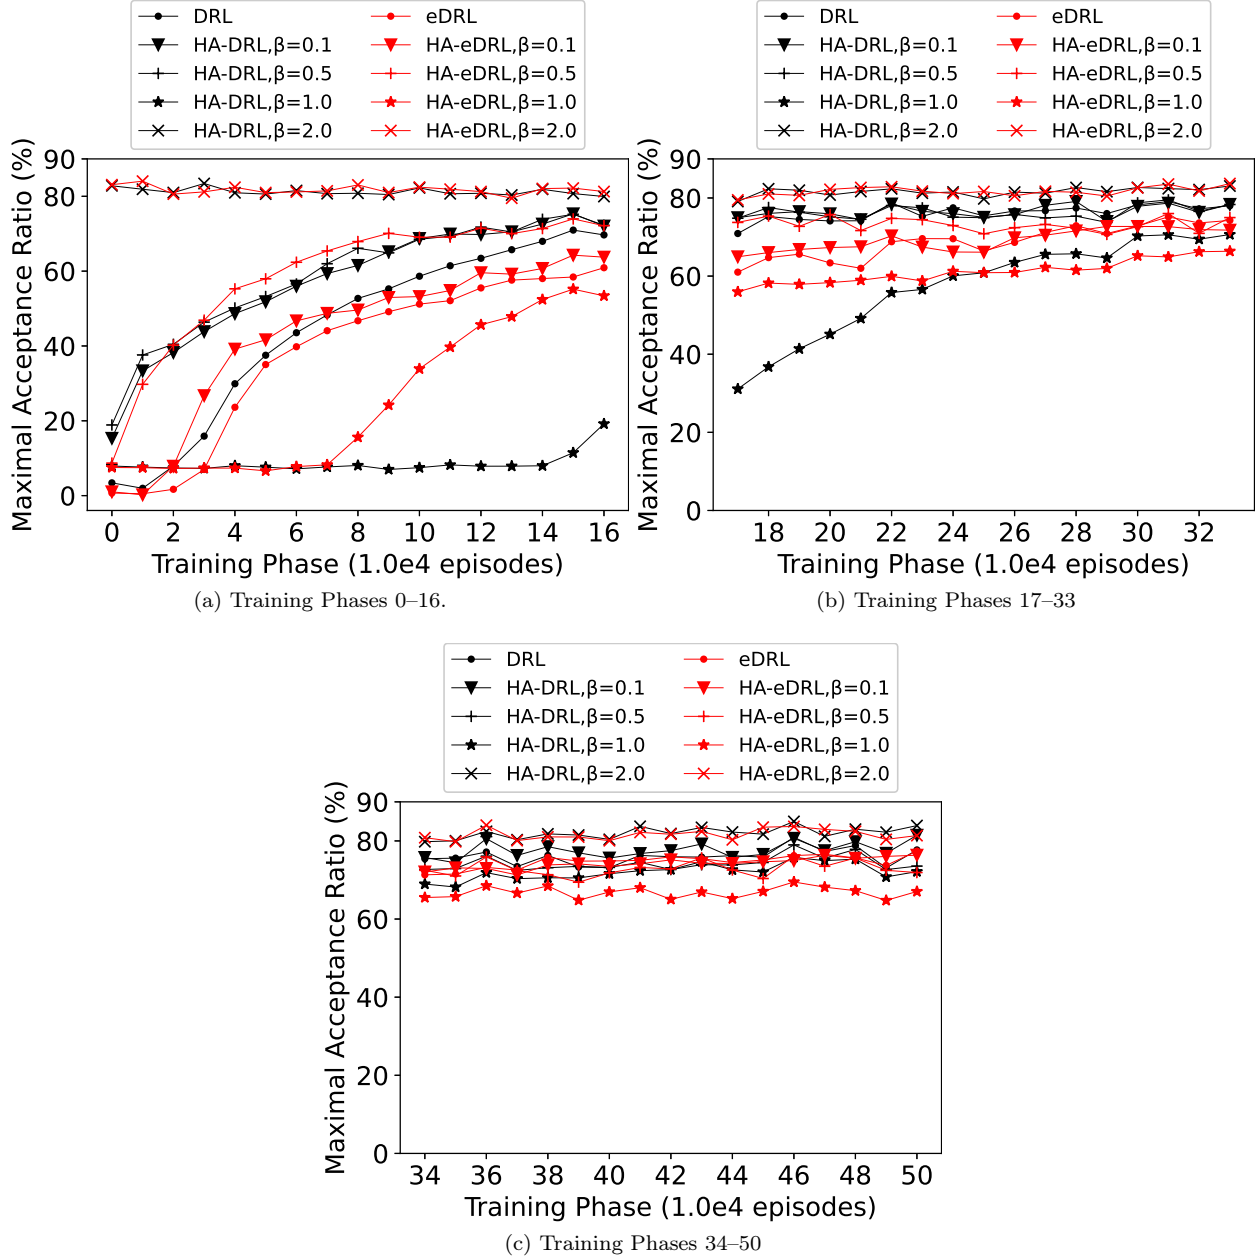 DRL eDRL
HA-DRL,β=0.1 HA-eDRL,β=0.1
HA-DRL,β=0.5 HA-eDRL,β=0.5
HA-DRL,β=1.0 HA-eDRL,β=1.0
HA-DRL,β=2.0 HA-eDRL,β=2.0
Maximal Acceptance Ratio (%)
90
80
60
40
20
0
0 2 4 6 8 10 12 14 16
Training Phase (1.0e4 episodes)
(a) Training Phases 0–16.
DRL eDRL
HA-DRL,β=0.1 HA-eDRL,β=0.1
HA-DRL,β=0.5 HA-eDRL,β=0.5
HA-DRL,β=1.0 HA-eDRL,β=1.0
HA-DRL,β=2.0 HA-eDRL,β=2.0
Maximal Acceptance Ratio (%)
90
80
60
40
20
0
18 20 22 24 26 28 30 32
Training Phase (1.0e4 episodes)
(b) Training Phases 17–33
DRL eDRL
HA-DRL,β=0.1 HA-eDRL,β=0.1
HA-DRL,β=0.5 HA-eDRL,β=0.5
HA-DRL,β=1.0 HA-eDRL,β=1.0
HA-DRL,β=2.0 HA-eDRL,β=2.0
Maximal Acceptance Ratio (%)
90
80
60
40
20
0
34 36 38 40 42 44 46 48 50
Training Phase (1.0e4 episodes)
(c) Training Phases 34–50